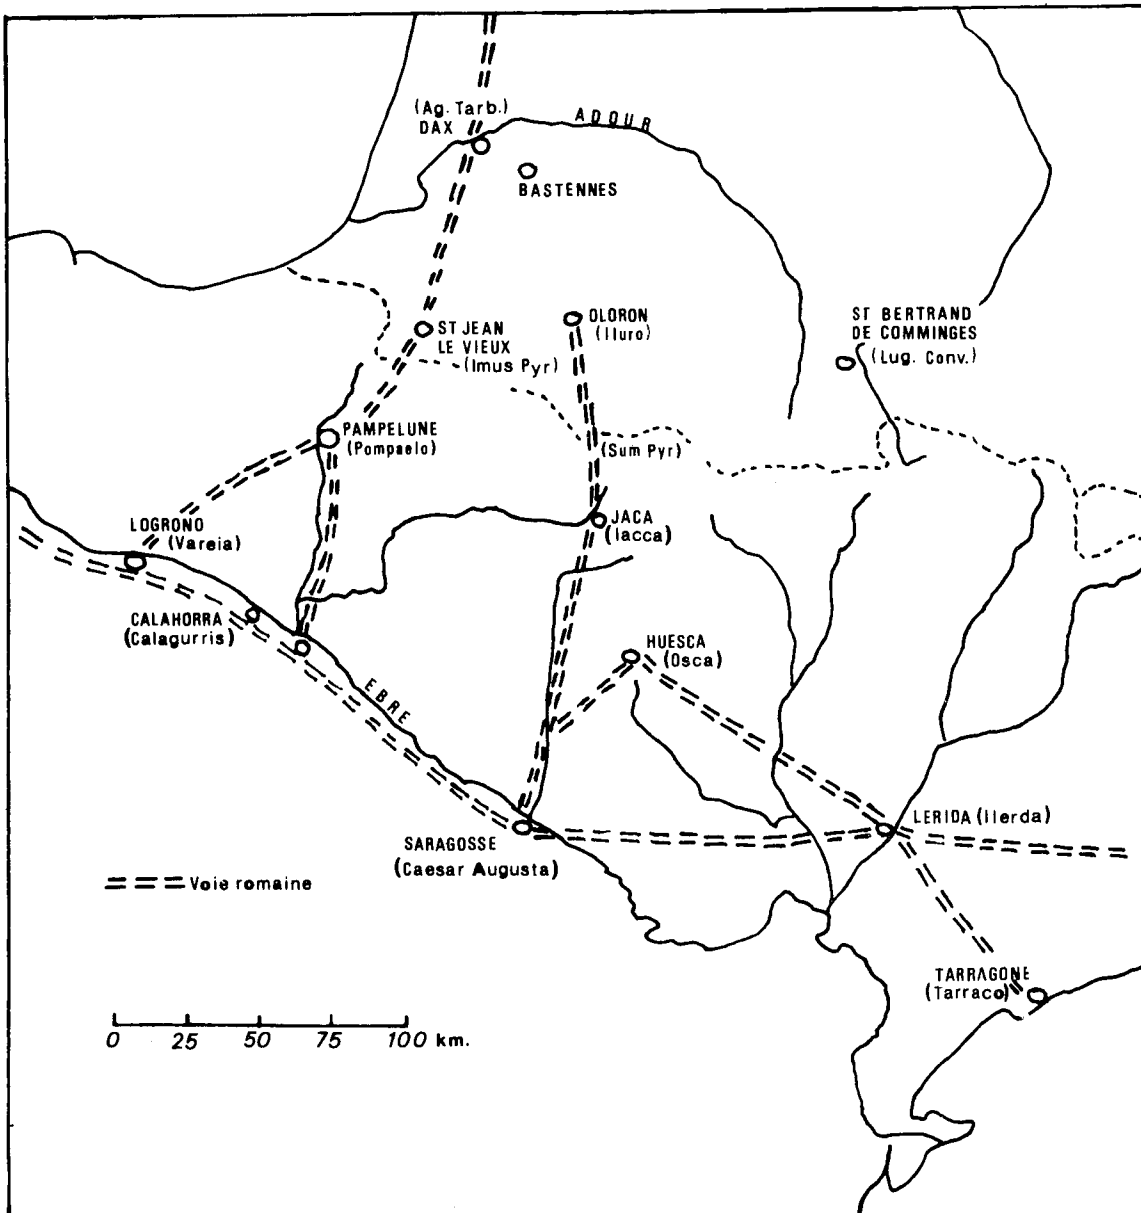 (Ag. Tarb.)
DAX
ADOUR
BASTENNES
ST JEAN
LE VIEUX
(Imus Pyr)
OLORON
(Iluro)
ST BERTRAND
DE COMMINGES
(Lug. Conv.)
PAMPELUNE
(Pompaelo)
(Sum Pyr)
LOGRONO
(Vareia)
JACA
(Iacca)
CALAHORRA
(Calagurris)
HUESCA
(Osca)
EBRE
SARAGOSSE
(Caesar Augusta)
LERIDA (Ilerda)
Voie romaine
TARRAGONE
(Tarraco)
0 25 50 75 100 km.